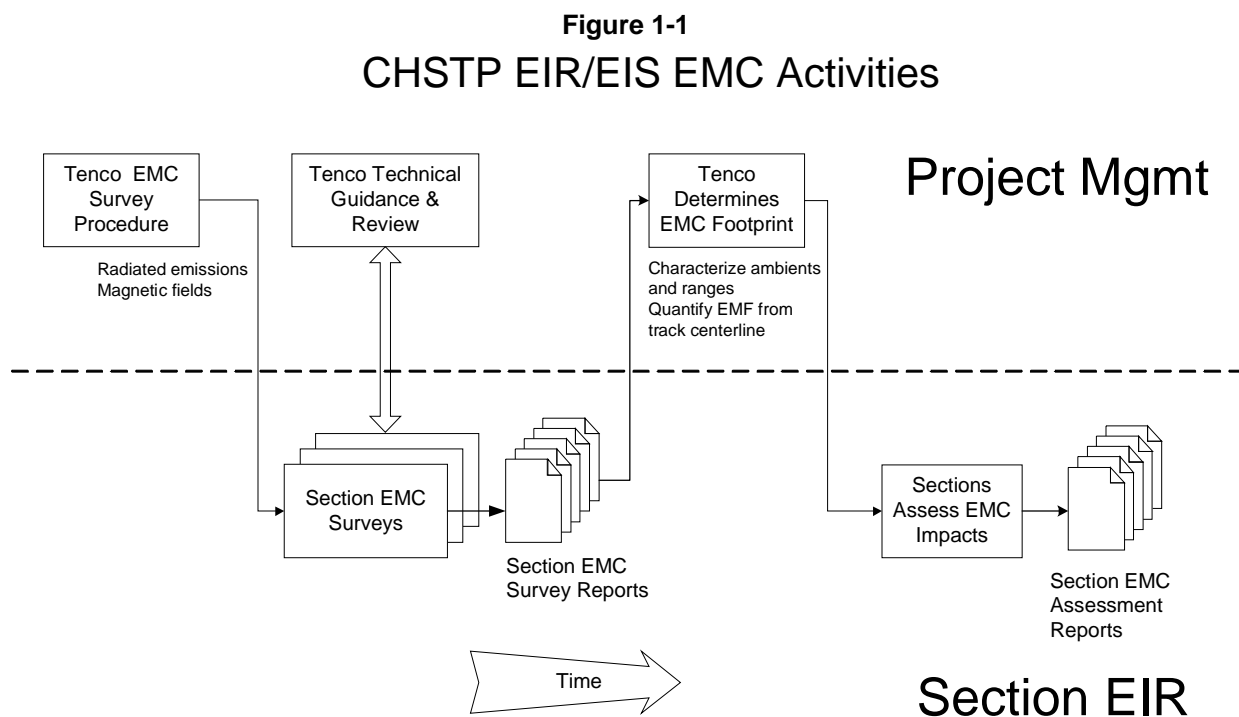 Figure 1-1
CHSTP EIR/EIS EMC Activities
Tenco EMC
Survey
Procedure
Tenco Technical
Guidance &
Review
Tenco
Determines
EMC Footprint
Project Mgmt
Radiated emissions
Magnetic fields
Characterize ambients
and ranges
Quantify EMF from
track centerline
Section EMC
Surveys
Section EMC
Survey Reports
Sections
Assess EMC
Impacts
Section EMC
Assessment
Reports
Time
Section EIR